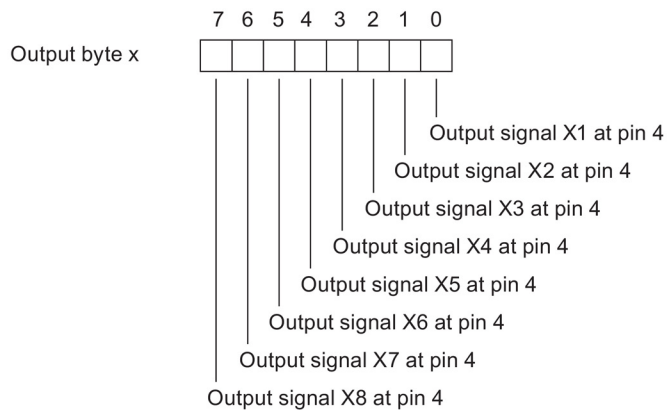 7 6 5 4 3 2 1 0
Output byte x
Output signal X1 at pin 4
Output signal X2 at pin 4
Output signal X3 at pin 4
Output signal X4 at pin 4
Output signal X5 at pin 4
Output signal X6 at pin 4
Output signal X7 at pin 4
Output signal X8 at pin 4